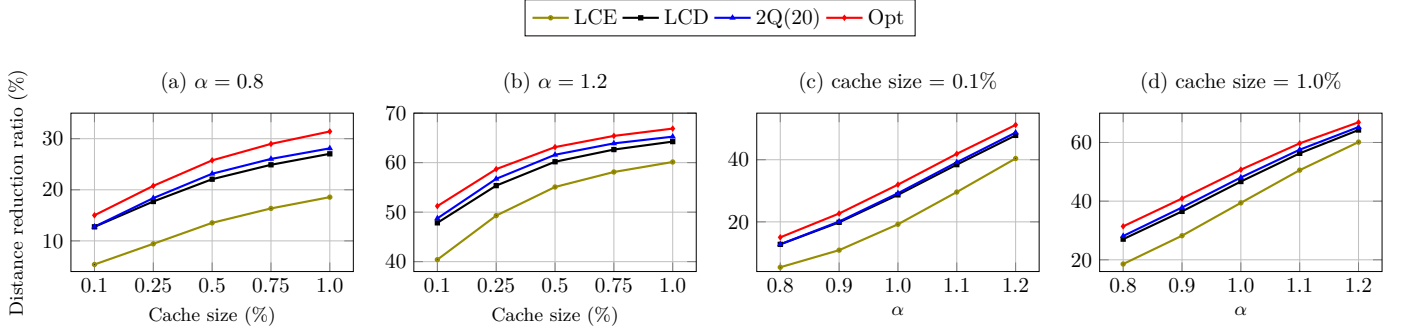 LCE LCD 2Q(20) Opt
Distance reduction ratio (%)
(a) α = 0.8
30
20
10
0.1 0.25 0.5 0.75 1.0
Cache size (%)
(b) α = 1.2
70
60
50
40
0.1 0.25 0.5 0.75 1.0
Cache size (%)
(c) cache size = 0.1%
40
20
0.8 0.9 1.0 1.1 1.2
α
(d) cache size = 1.0%
60
40
20
0.8 0.9 1.0 1.1 1.2
α